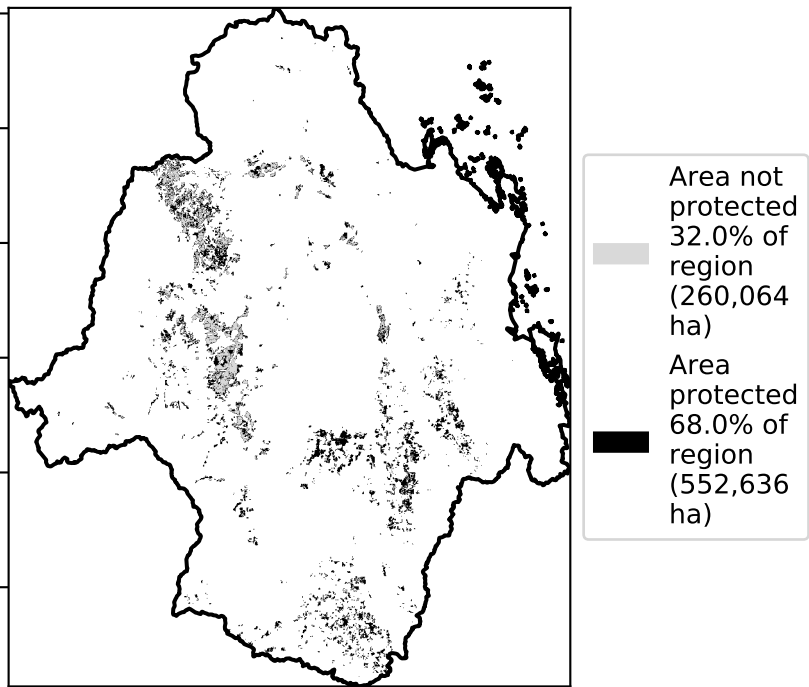 Area not
protected
32.0% of
region
(260,064
ha)
Area
protected
68.0% of
region
(552,636
ha)